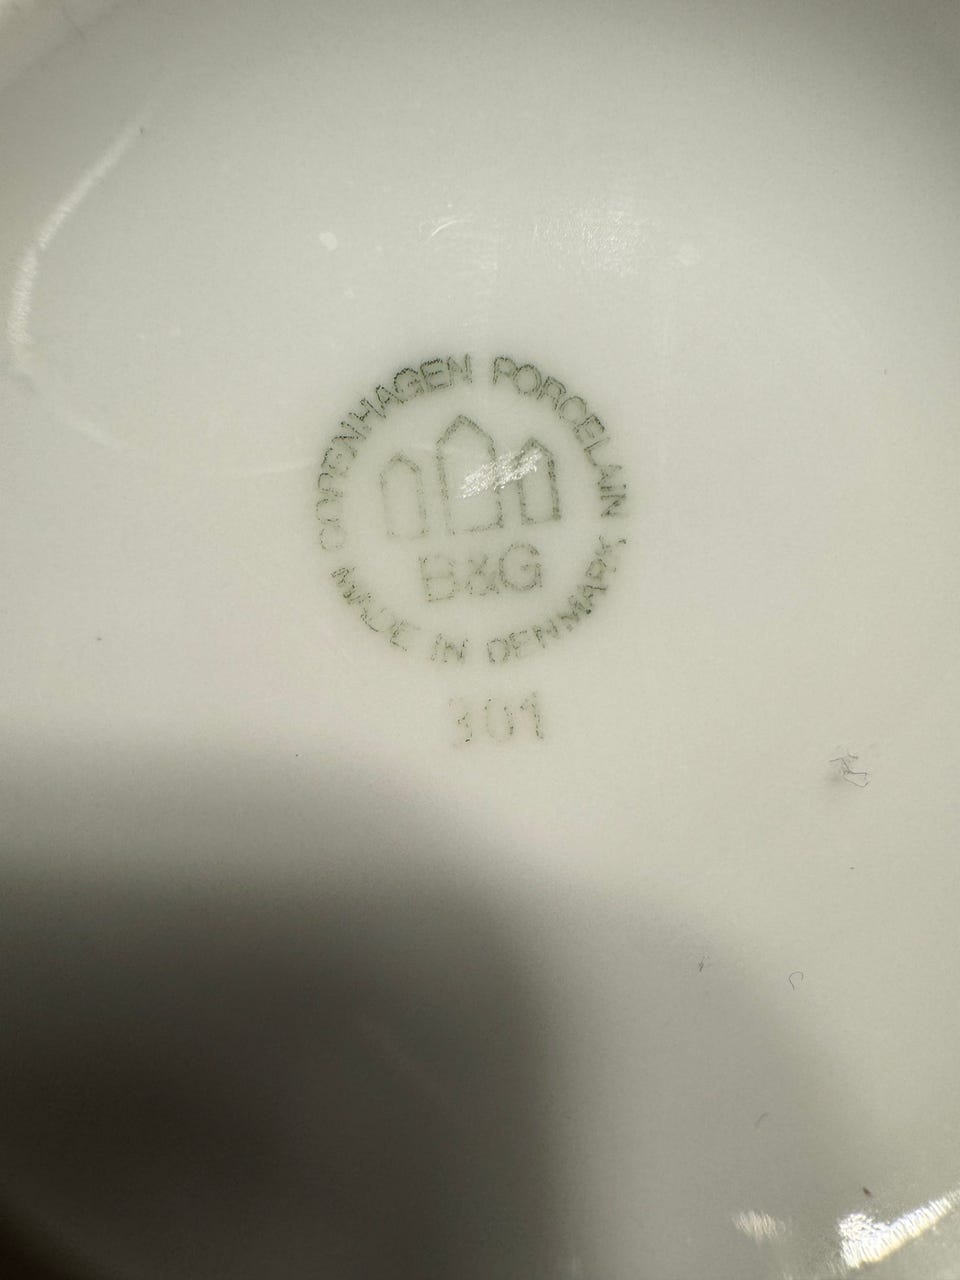 COPENHAGEN PORCELAIN
B&G
MADE IN DENMARK
301